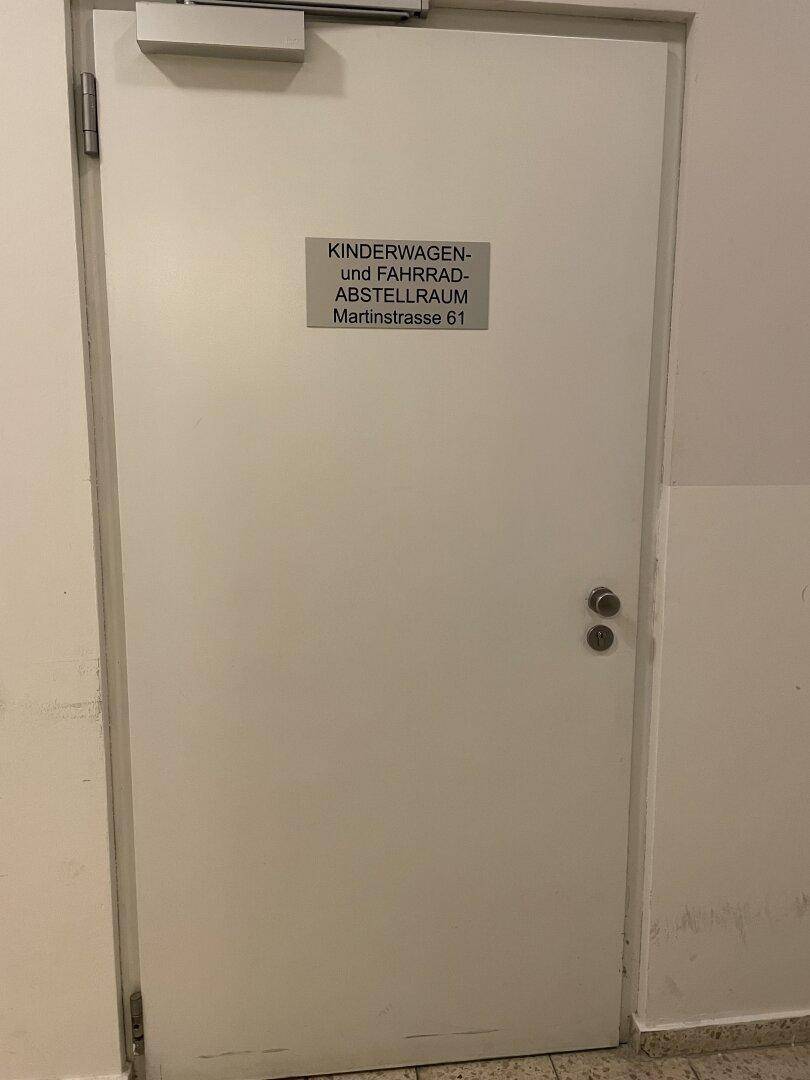 KINDERWAGEN-
und FAHRRAD-
ABSTELLRAUM
Martinstrasse 61